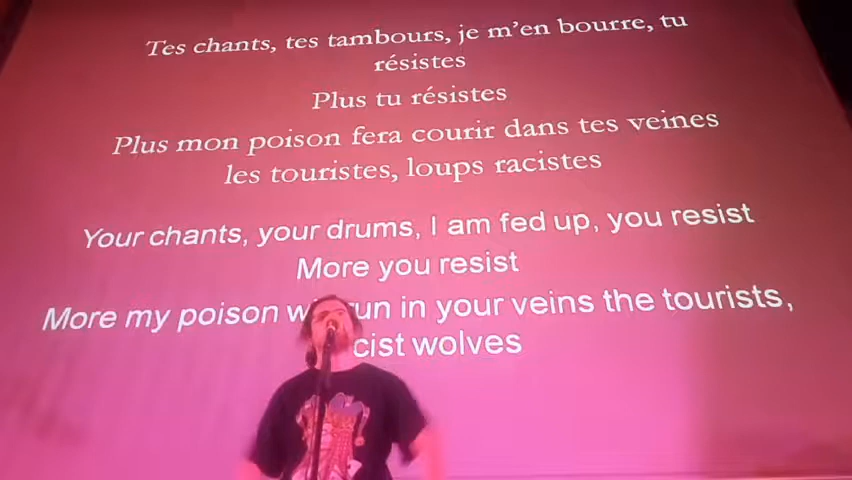 Tes chants, tes tambours, je m'en bourre, tu
résistes
Plus tu résistes
Plus mon poison fera courir dans tes veines
les touristes, loups racistes
Your chants, your drums, I am fed up, you resist
More you resist
More my poison in your veins the tourists,
wolves